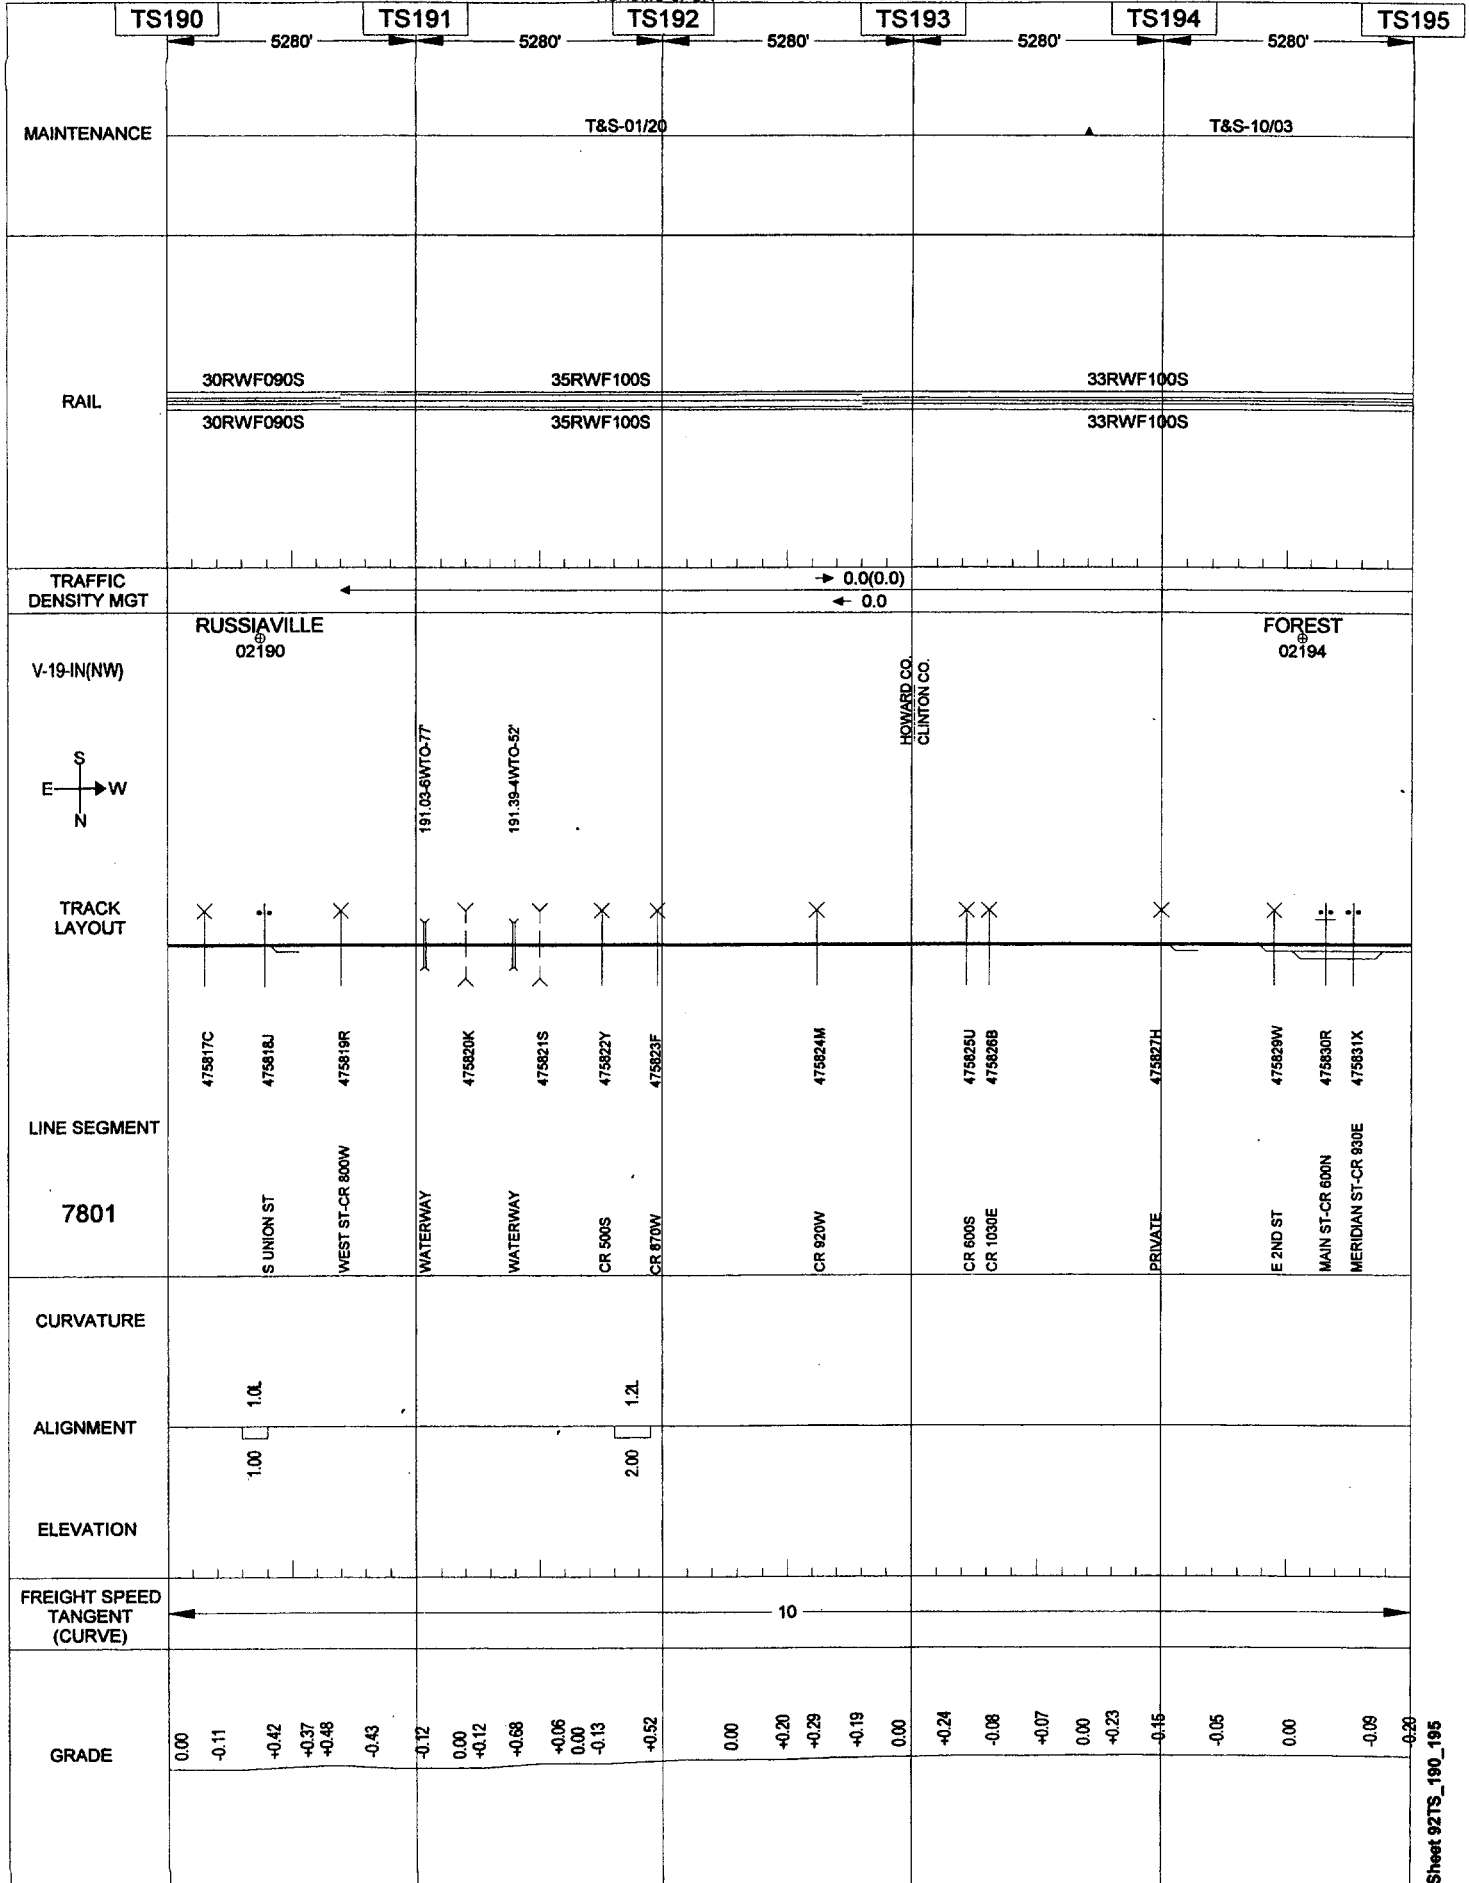 TS190 TS191 TS192 TS193 TS194 TS195
5280' 5280' 5280' 5280' 5280'
MAINTENANCE
T&S-01/20 T&S-10/03
RAIL
30RWF090S 35RWF100S 33RWF100S
30RWF090S 35RWF100S 33RWF100S
TRAFFIC
DENSITY MGT
0.0(0.0)
0.0
RUSSIAVILLE
02190
FOREST
02194
V-19-IN(NW)
HOWARD CO.
CLINTON CO.
S
E W
N
191.03-6WTO-77'
191.39-4WTO-52'
TRACK
LAYOUT
475817C
475818J
475819R
475820K
475821S
475822Y
475823F
475824M
475825U
475826B
475827H
475829W
475830R
475831X
LINE SEGMENT
7801
S UNION ST
WEST ST-CR 800W
WATERWAY
WATERWAY
CR 500S
CR 870W
CR 920W
CR 600S
CR 1030E
PRIVATE
E 2ND ST
MAIN ST-CR 600N
MERIDIAN ST-CR 930E
CURVATURE
1.0L
1.2L
ALIGNMENT
1.00
2.00
ELEVATION
FREIGHT SPEED
TANGENT
(CURVE)
10
GRADE
0.00
-0.11
+0.42
+0.37
+0.48
-0.43
-0.12
0.00
+0.12
+0.68
+0.06
0.00
-0.13
+0.52
0.00
+0.20
+0.29
+0.19
0.00
+0.24
-0.08
+0.07
0.00
+0.23
-0.15
-0.05
0.00
-0.09
-0.20
Sheet 92TS_190_195